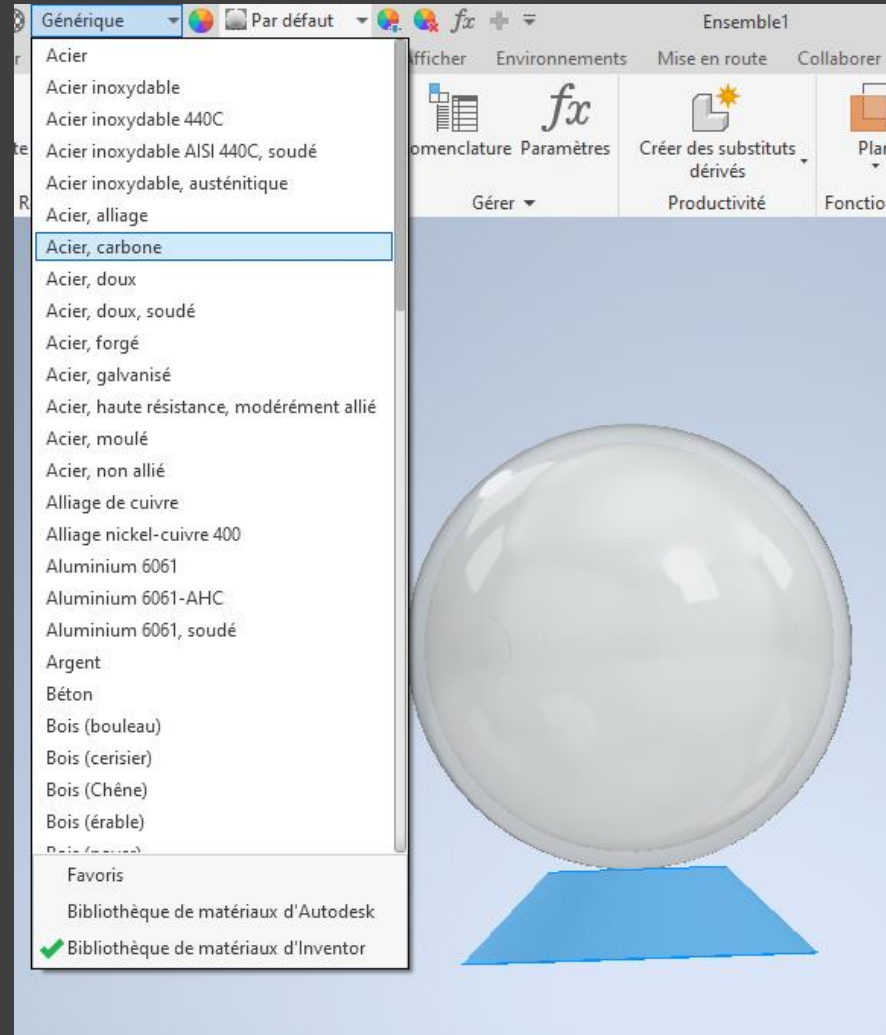 Générique Par défaut fx Ensemble1
Afficher Environnements Mise en route Collaborer
Acier
Acier inoxydable
Acier inoxydable 440C
Acier inoxydable AISI 440C, soudé
Acier inoxydable, austénitique
Acier, alliage
Acier, carbone
Acier, doux
Acier, doux, soudé
Acier, forgé
Acier, galvanisé
Acier, haute résistance, modérément allié
Acier, moulé
Acier, non allié
Alliage de cuivre
Alliage nickel-cuivre 400
Aluminium 6061
Aluminium 6061-AHC
Aluminium 6061, soudé
Argent
Béton
Bois (bouleau)
Bois (cerisier)
Bois (Chêne)
Bois (érable)
Favoris
Bibliothèque de matériaux d'Autodesk
Bibliothèque de matériaux d'Inventor
fx
omenclature Paramètres
Gérer
Créer des substituts
dérivés
Productivité
Plan
Fonctio